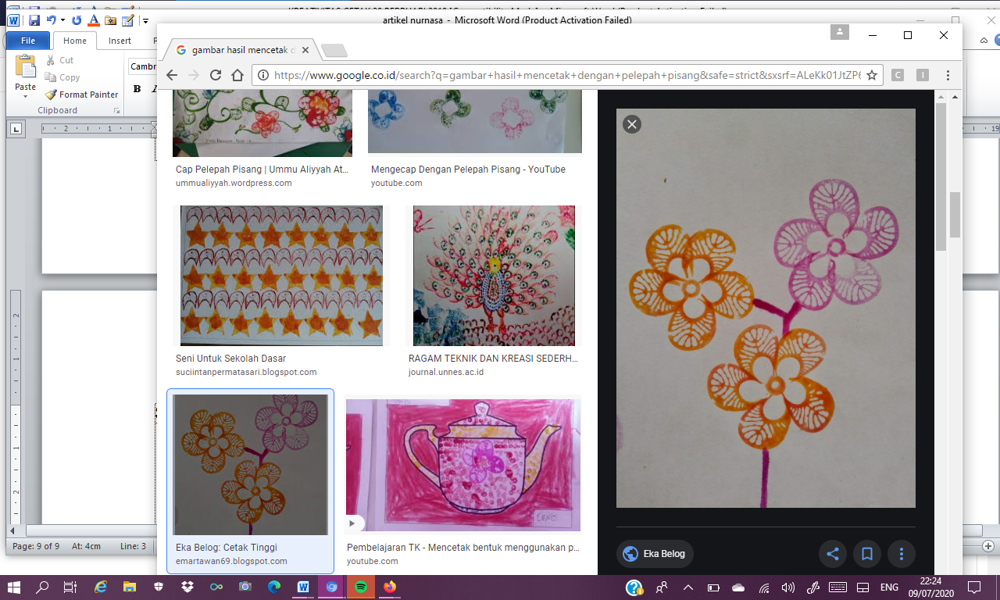 artikel nurnasa - Microsoft Word (Product Activation Failed)
File
Home
Insert
Cut
Copy
Format Painter
Paste
Clipboard
Cambr
B
gambar hasil mencetak d
https://www.google.co.id/search?q=gambar+hasil+mencetak+dengan+pelepah+pisang&safe=strict&sxsrf=ALeKk01JtZP6
C
I
Cap Pelepah Pisang | Ummu Aliyyah At...
ummualiyyah.wordpress.com
Mengecap Dengan Pelepah Pisang - YouTube
youtube.com
Seni Untuk Sekolah Dasar
suciintanpermatasari.blogspot.com
RAGAM TEKNIK DAN KREASI SEDERH...
journal.unnes.ac.id
Eka Belog: Cetak Tinggi
emartawan69.blogspot.com
Pembelajaran TK - Mencetak bentuk menggunakan p...
youtube.com
Eka Belog
Page: 9 of 9
At: 4cm
Line: 3
ENG
22:24
09/07/2020